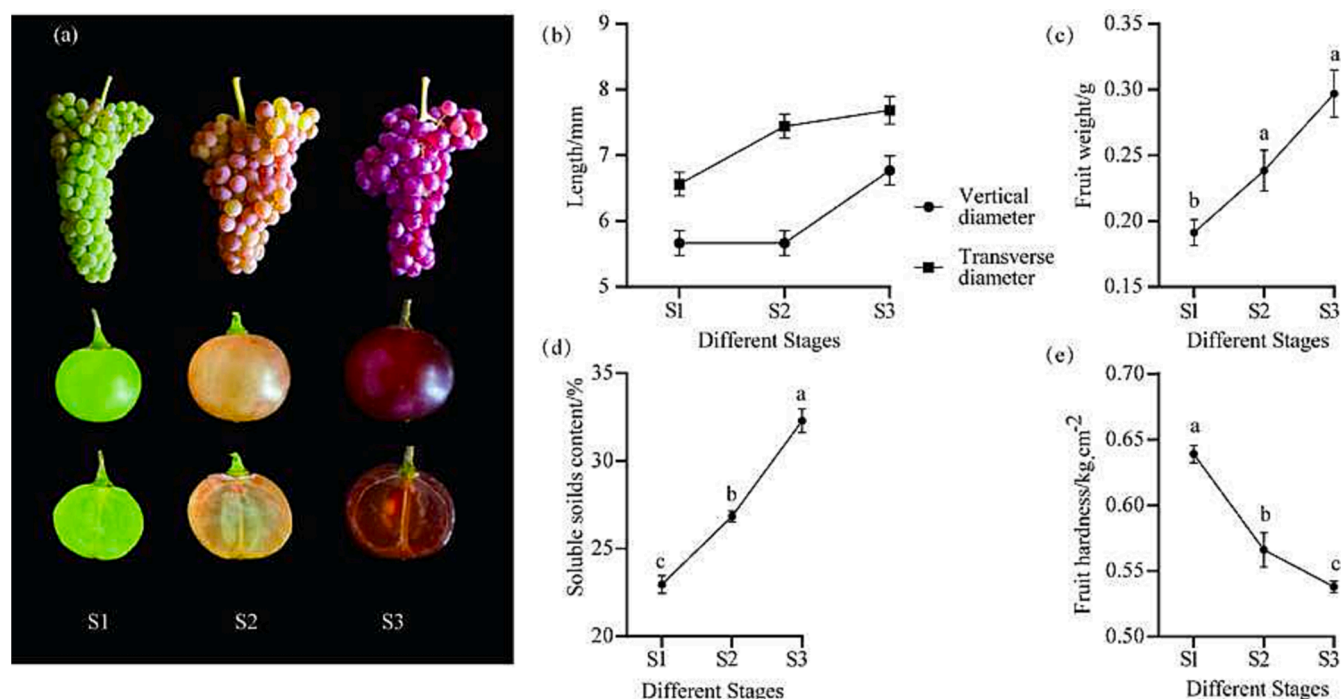 (a)
S1 S2 S3
(b)
9
8
7
6
5
Length/mm
S1 S2 S3
Different Stages
Vertical
diameter
Transverse
diameter
(c)
0.35
0.30
0.25
0.20
0.15
Fruit weight/g
b
a
a
S1 S2 S3
Different Stages
(d)
35
31
25
20
Soluble soilds content/%
c
b
a
S1 S2 S3
Different Stages
(e)
0.70
0.65
0.60
0.55
0.50
Fruit hardness/kg.cm-2
a
b
c
S1 S2 S3
Different Stages